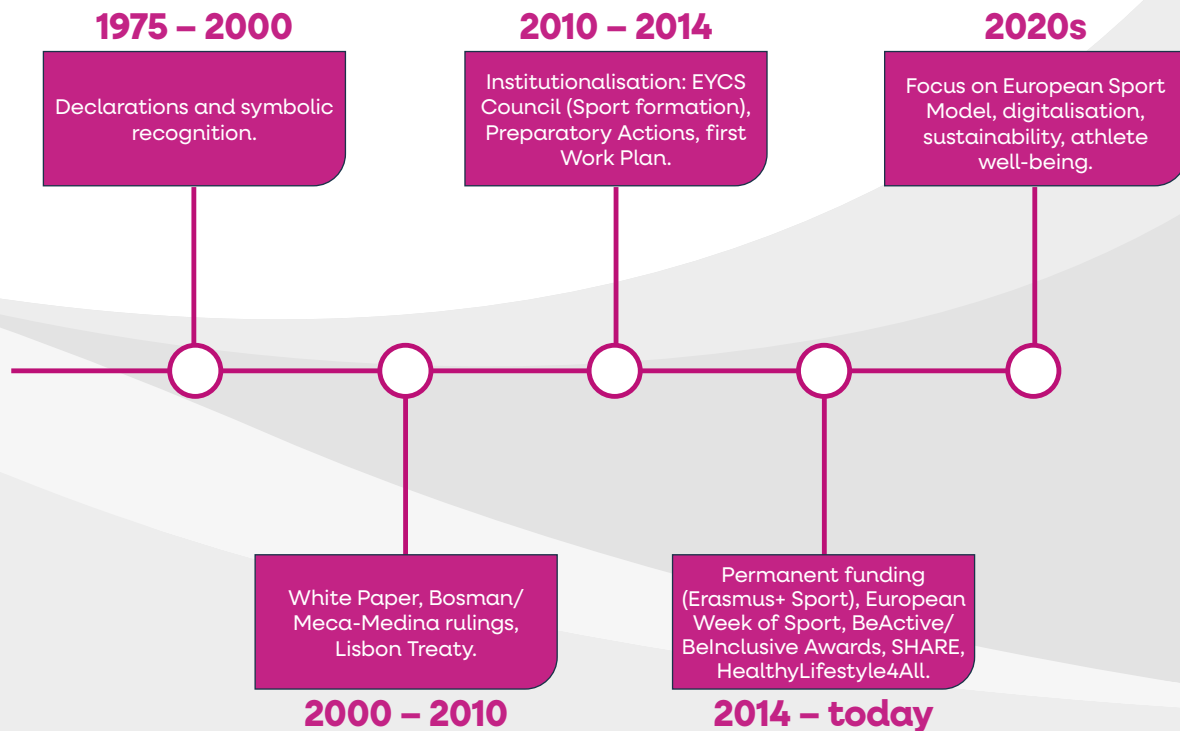 1975 – 2000
Declarations and symbolic
recognition.
2010 – 2014
Institutionalisation: EYCS
Council (Sport formation),
Preparatory Actions, first
Work Plan.
2020s
Focus on European Sport
Model, digitalisation,
sustainability, athlete
well-being.
White Paper, Bosman/
Meca-Medina rulings,
Lisbon Treaty.
2000 – 2010
Permanent funding
(Erasmus+ Sport), European
Week of Sport, BeActive/
BeInclusive Awards, SHARE,
HealthyLifestyle4All.
2014 – today